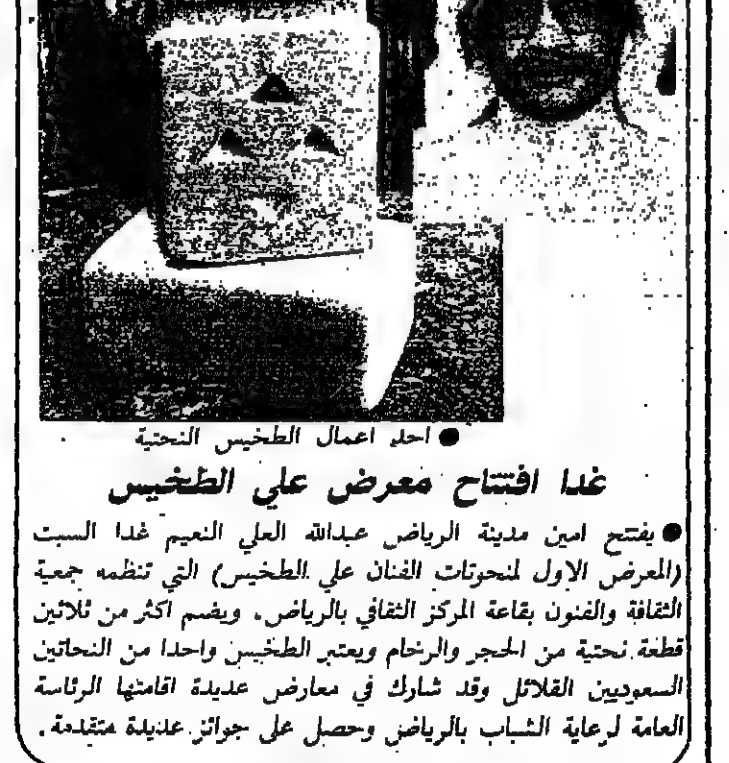 ● احد اعمال الطخيس النحتية
غدا افتتاح معرض علي الطخيس
● يفتتح امين مدينة الرياض عبدالله العلي النعيم غدا السبت
(المعرض الاول لمنحوتات الفنان علي الطخيس) التي تنظمه جمعية
الثقافة والفنون بقاعة المركز الثقافي بالرياض. ويضم اكثر من ثلاثين
قطعة نحتية من الحجر والرخام ويعتبر الطخيس واحدا من النحاتين
السعوديين القلائل وقد شارك في معارض عديدة اقامتها الرئاسة
العامة لرعاية الشباب بالرياض وحصل على جوائز عديدة متقدمة.